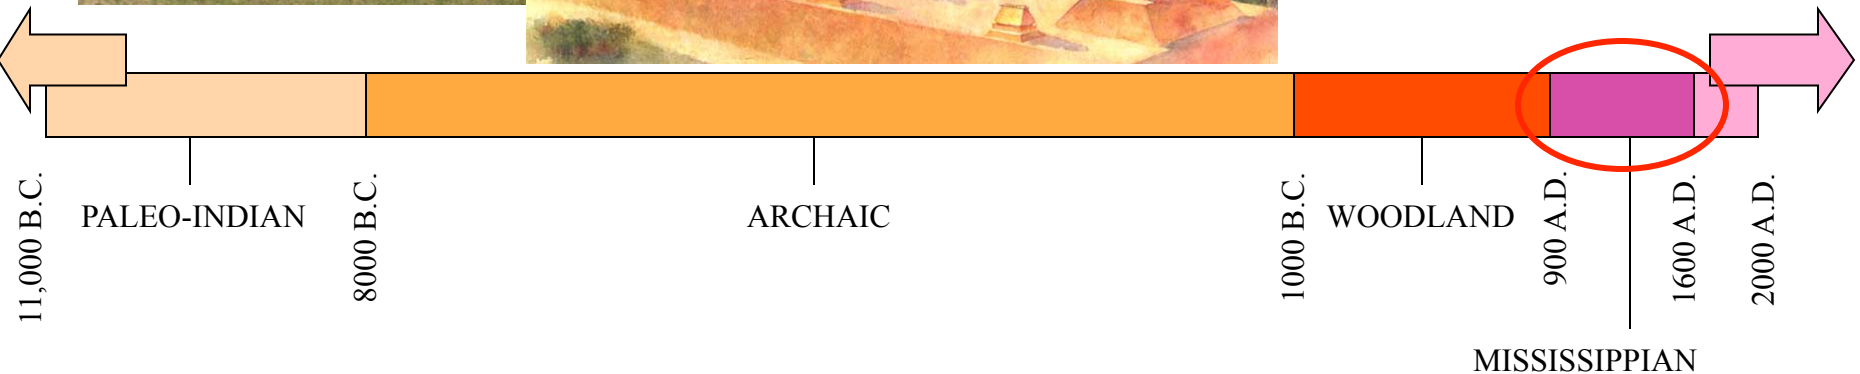 11,000 B.C.
PALEO-INDIAN
8000 B.C.
ARCHAIC
1000 B.C.
WOODLAND
900 A.D.
1600 A.D.
2000 A.D.
MISSISSIPPIAN